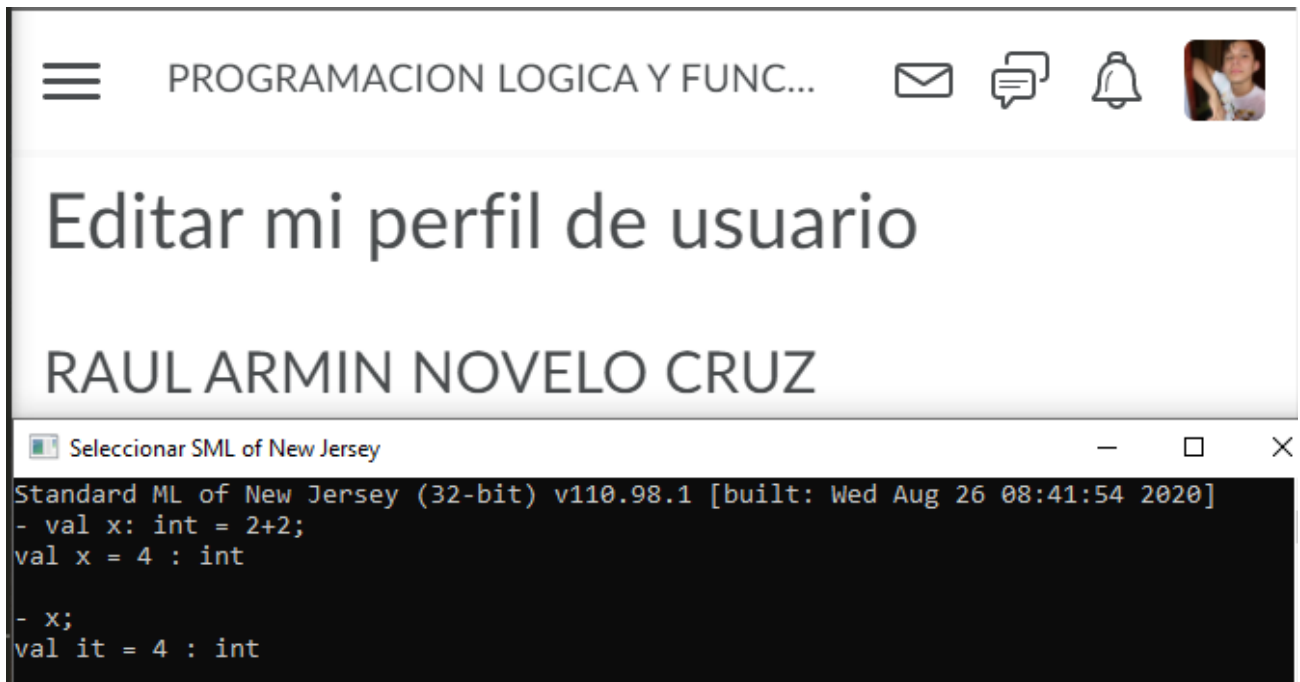 PROGRAMACION LOGICA Y FUNC...
Editar mi perfil de usuario
RAUL ARMIN NOVELO CRUZ
Seleccionar SML of New Jersey
Standard ML of New Jersey (32-bit) v110.98.1 [built: Wed Aug 26 08:41:54 2020]
- val x: int = 2+2;
val x = 4 : int
- x;
val it = 4 : int